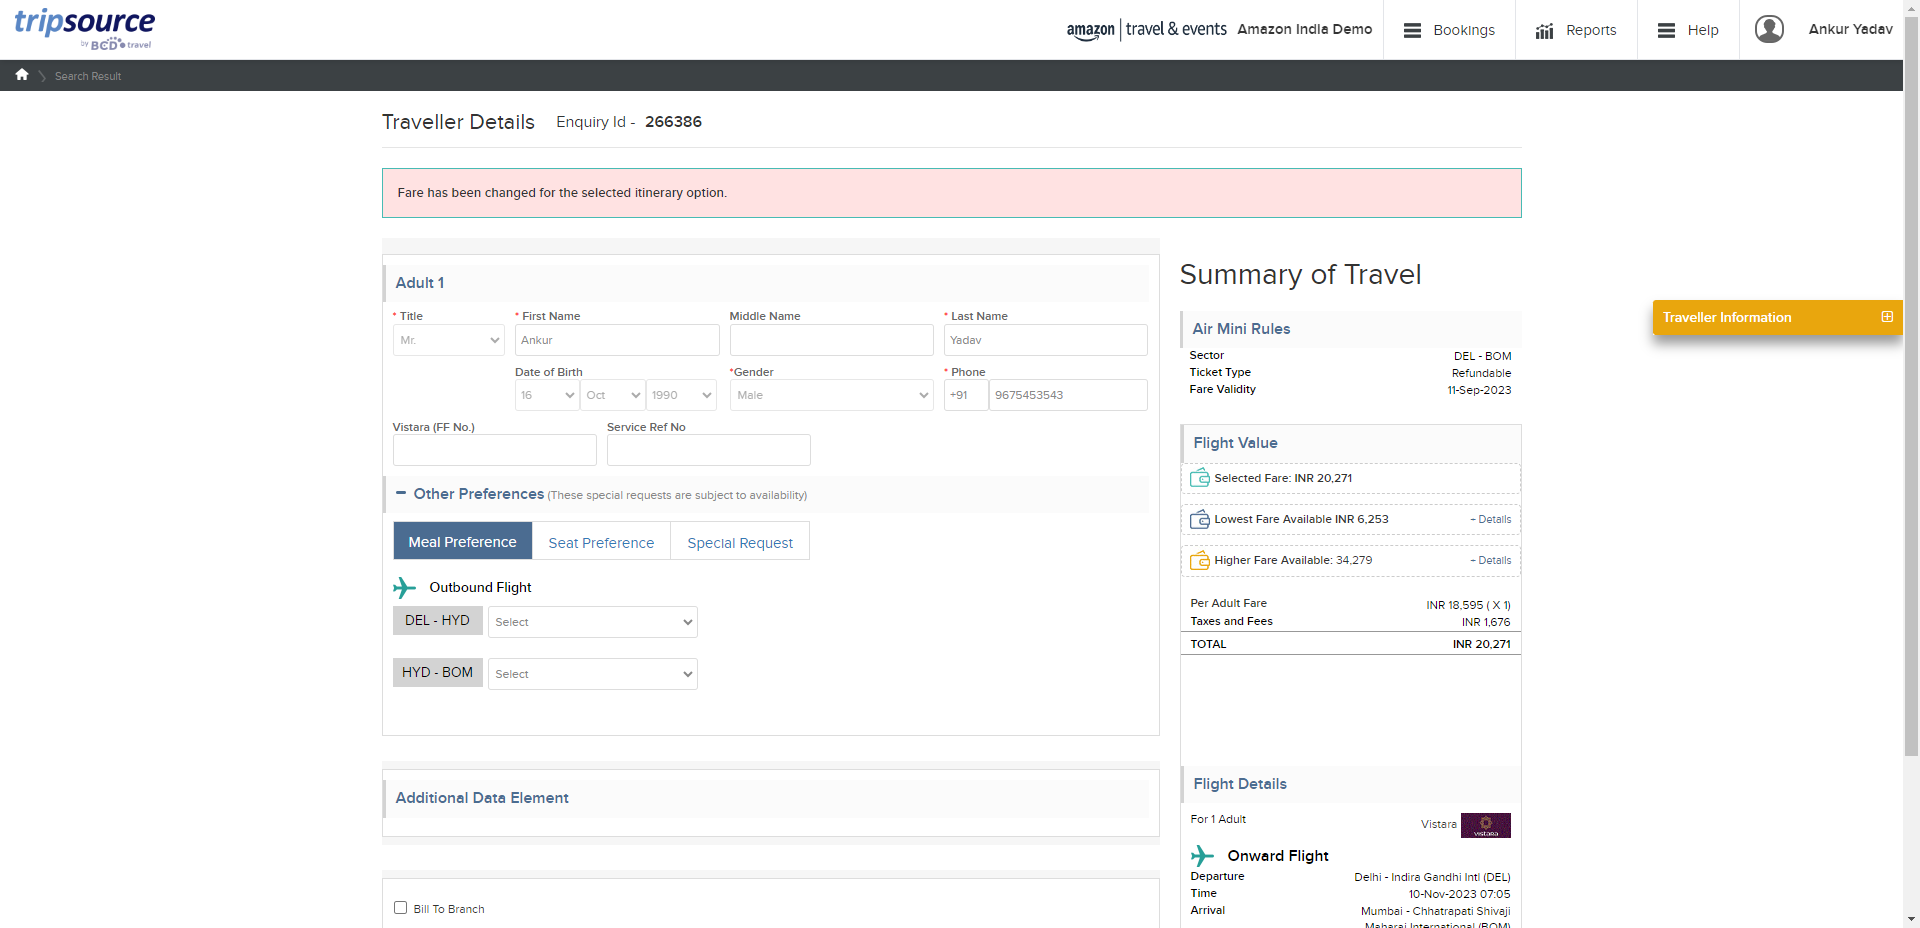 tripsource
by BCD travel
amazon travel & events
Amazon India Demo
Bookings
Reports
Help
Ankur Yadav
Search Result
Traveller Details
Enquiry Id - 266386
Fare has been changed for the selected itinerary option.
Adult 1
* Title
* First Name
Middle Name
* Last Name
Mr.
Ankur
Yadav
Date of Birth
*Gender
* Phone
16
Oct
1990
Male
+91
9675453543
Vistara (FF No.)
Service Ref No
Other Preferences (These special requests are subject to availability)
Meal Preference
Seat Preference
Special Request
Outbound Flight
DEL - HYD
Select
HYD - BOM
Select
Additional Data Element
Bill To Branch
Summary of Travel
Air Mini Rules
Sector DEL - BOM
Ticket Type Refundable
Fare Validity 11-Sep-2023
Traveller Information
Flight Value
Selected Fare: INR 20,271
Lowest Fare Available INR 6,253 + Details
Higher Fare Available: 34,279 + Details
Per Adult Fare INR 18,595 ( X 1)
Taxes and Fees INR 1,676
TOTAL INR 20,271
Flight Details
For 1 Adult
Vistara
VISTARA
Onward Flight
Departure Delhi - Indira Gandhi Intl (DEL)
Time 10-Nov-2023 07:05
Arrival Mumbai - Chhatrapati Shivaji
Maharaj International (BOM)